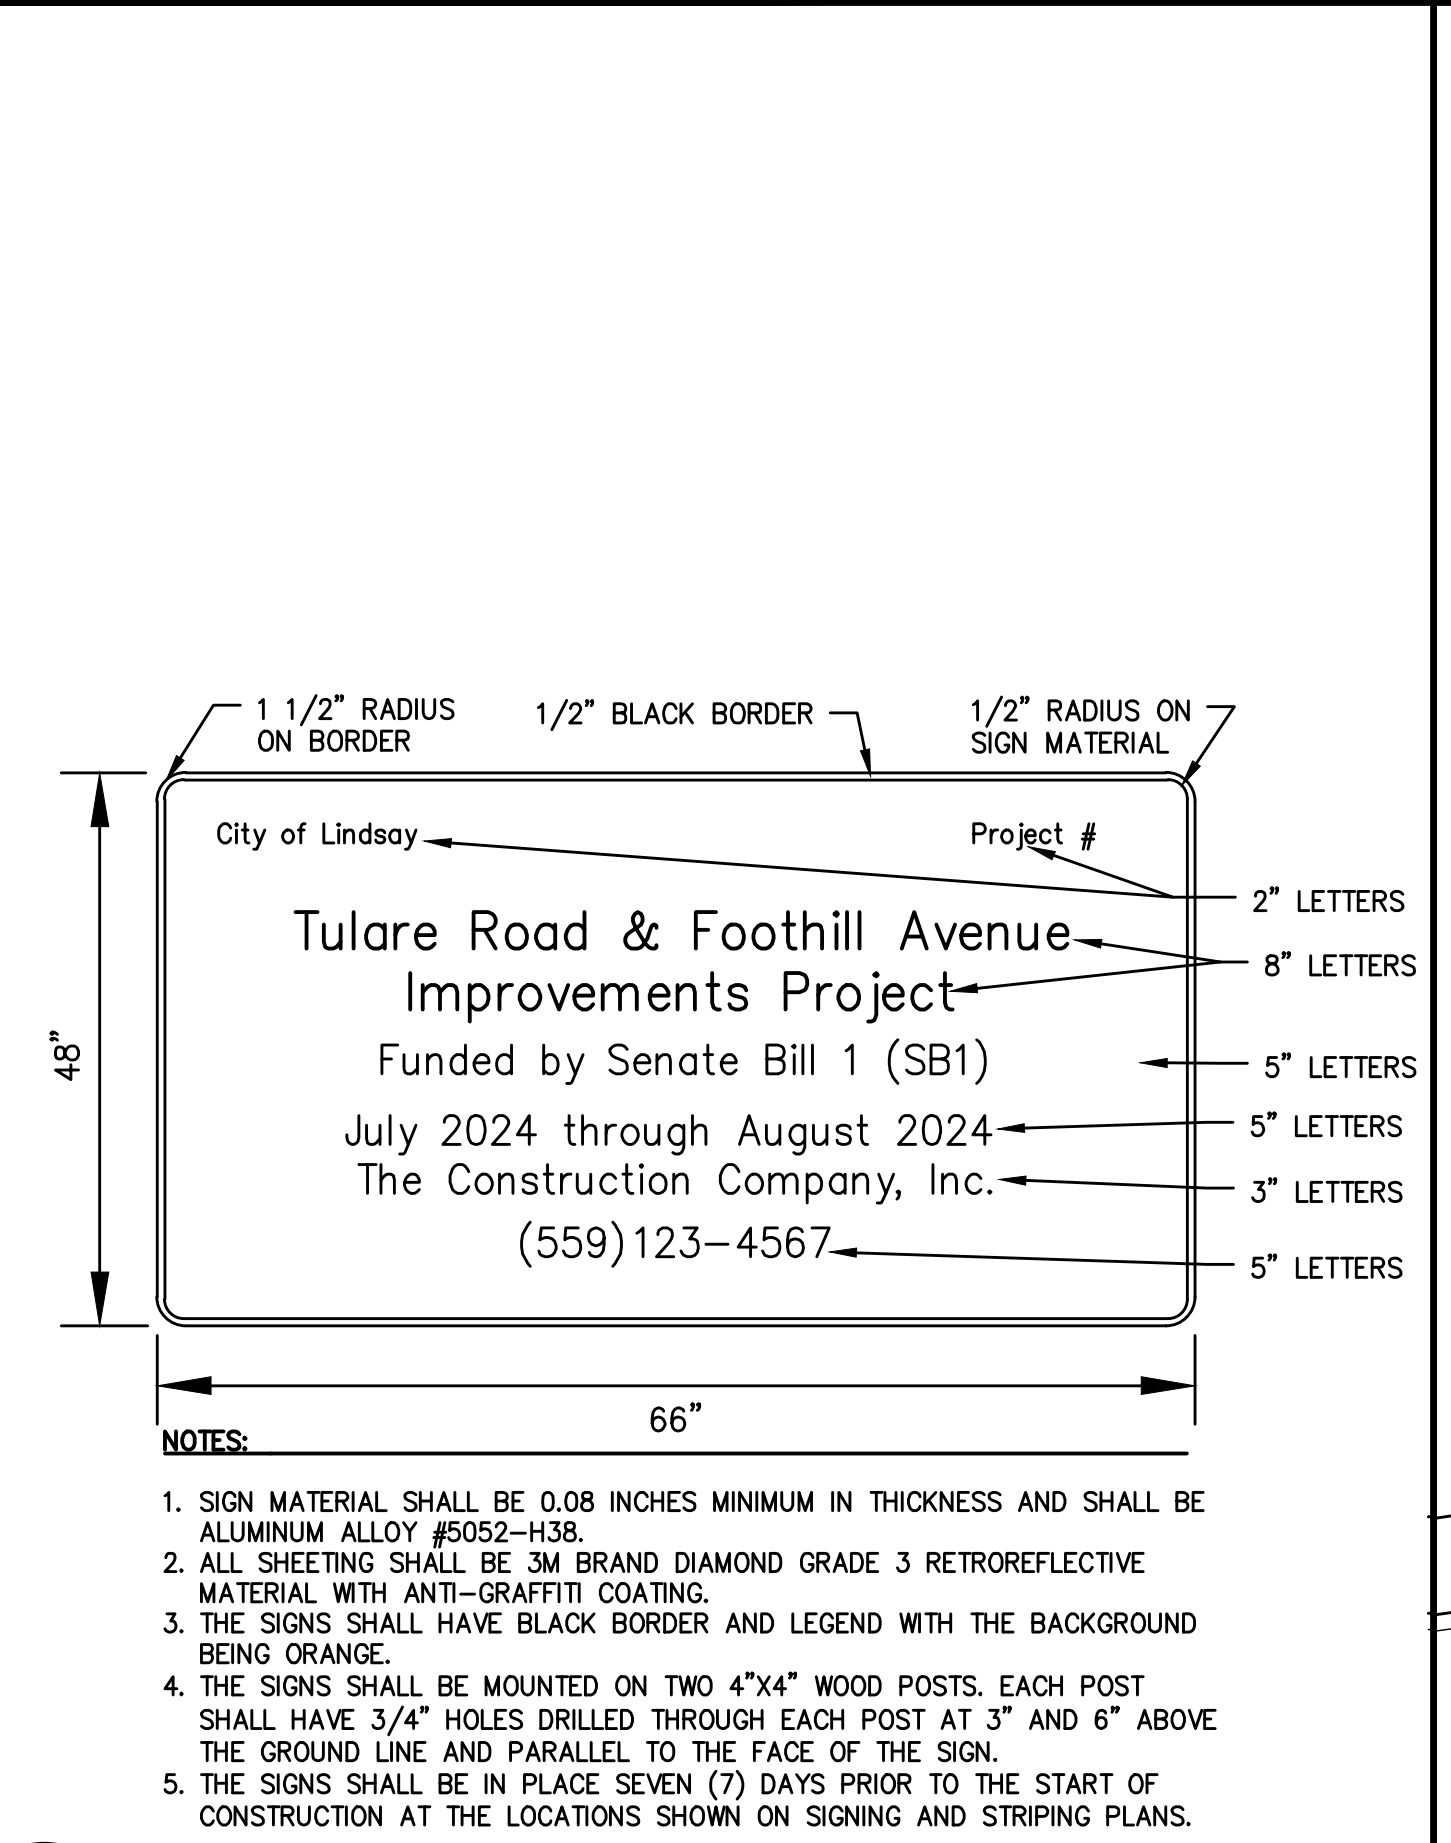 1 1/2" RADIUS
ON BORDER
1/2" BLACK BORDER
1/2" RADIUS ON
SIGN MATERIAL
City of Lindsay
Project #
2" LETTERS
Tulare Road & Foothill Avenue
8" LETTERS
Improvements Project
48"
Funded by Senate Bill 1 (SB1)
5" LETTERS
July 2024 through August 2024
5" LETTERS
The Construction Company, Inc.
3" LETTERS
(559)123-4567
5" LETTERS
66"
NOTES:
1. SIGN MATERIAL SHALL BE 0.08 INCHES MINIMUM IN THICKNESS AND SHALL BE
ALUMINUM ALLOY #5052-H38.
2. ALL SHEETING SHALL BE 3M BRAND DIAMOND GRADE 3 RETROREFLECTIVE
MATERIAL WITH ANTI-GRAFFITI COATING.
3. THE SIGNS SHALL HAVE BLACK BORDER AND LEGEND WITH THE BACKGROUND
BEING ORANGE.
4. THE SIGNS SHALL BE MOUNTED ON TWO 4"X4" WOOD POSTS. EACH POST
SHALL HAVE 3/4" HOLES DRILLED THROUGH EACH POST AT 3" AND 6" ABOVE
THE GROUND LINE AND PARALLEL TO THE FACE OF THE SIGN.
5. THE SIGNS SHALL BE IN PLACE SEVEN (7) DAYS PRIOR TO THE START OF
CONSTRUCTION AT THE LOCATIONS SHOWN ON SIGNING AND STRIPING PLANS.